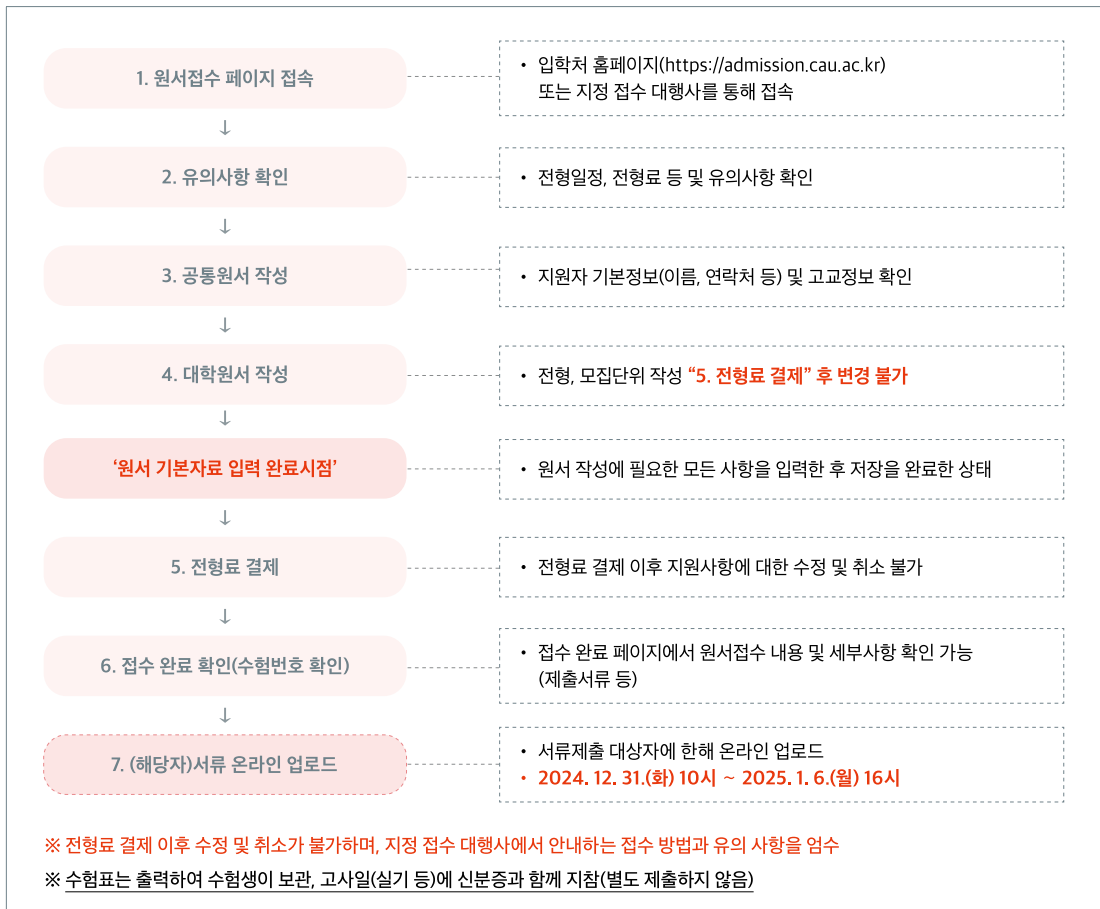 1. 원서접수 페이지 접속
• 입학처 홈페이지(https://admission.cau.ac.kr)
또는 지정 접수 대행사를 통해 접속
↓
2. 유의사항 확인
• 전형일정, 전형료 등 및 유의사항 확인
↓
3. 공통원서 작성
• 지원자 기본정보(이름, 연락처 등) 및 고교정보 확인
↓
4. 대학원서 작성
• 전형, 모집단위 작성 “5. 전형료 결제” 후 변경 불가
↓
‘원서 기본자료 입력 완료시점’
• 원서 작성에 필요한 모든 사항을 입력한 후 저장을 완료한 상태
↓
5. 전형료 결제
• 전형료 결제 이후 지원사항에 대한 수정 및 취소 불가
↓
6. 접수 완료 확인(수험번호 확인)
• 접수 완료 페이지에서 원서접수 내용 및 세부사항 확인 가능
(제출서류 등)
↓
7. (해당자)서류 온라인 업로드
• 서류제출 대상자에 한해 온라인 업로드
• 2024. 12. 31.(화) 10시 ~ 2025. 1. 6.(월) 16시
※ 전형료 결제 이후 수정 및 취소가 불가하며, 지정 접수 대행사에서 안내하는 접수 방법과 유의 사항을 엄수
※ 수험표는 출력하여 수험생이 보관, 고사일(실기 등)에 신분증과 함께 지참(별도 제출하지 않음)